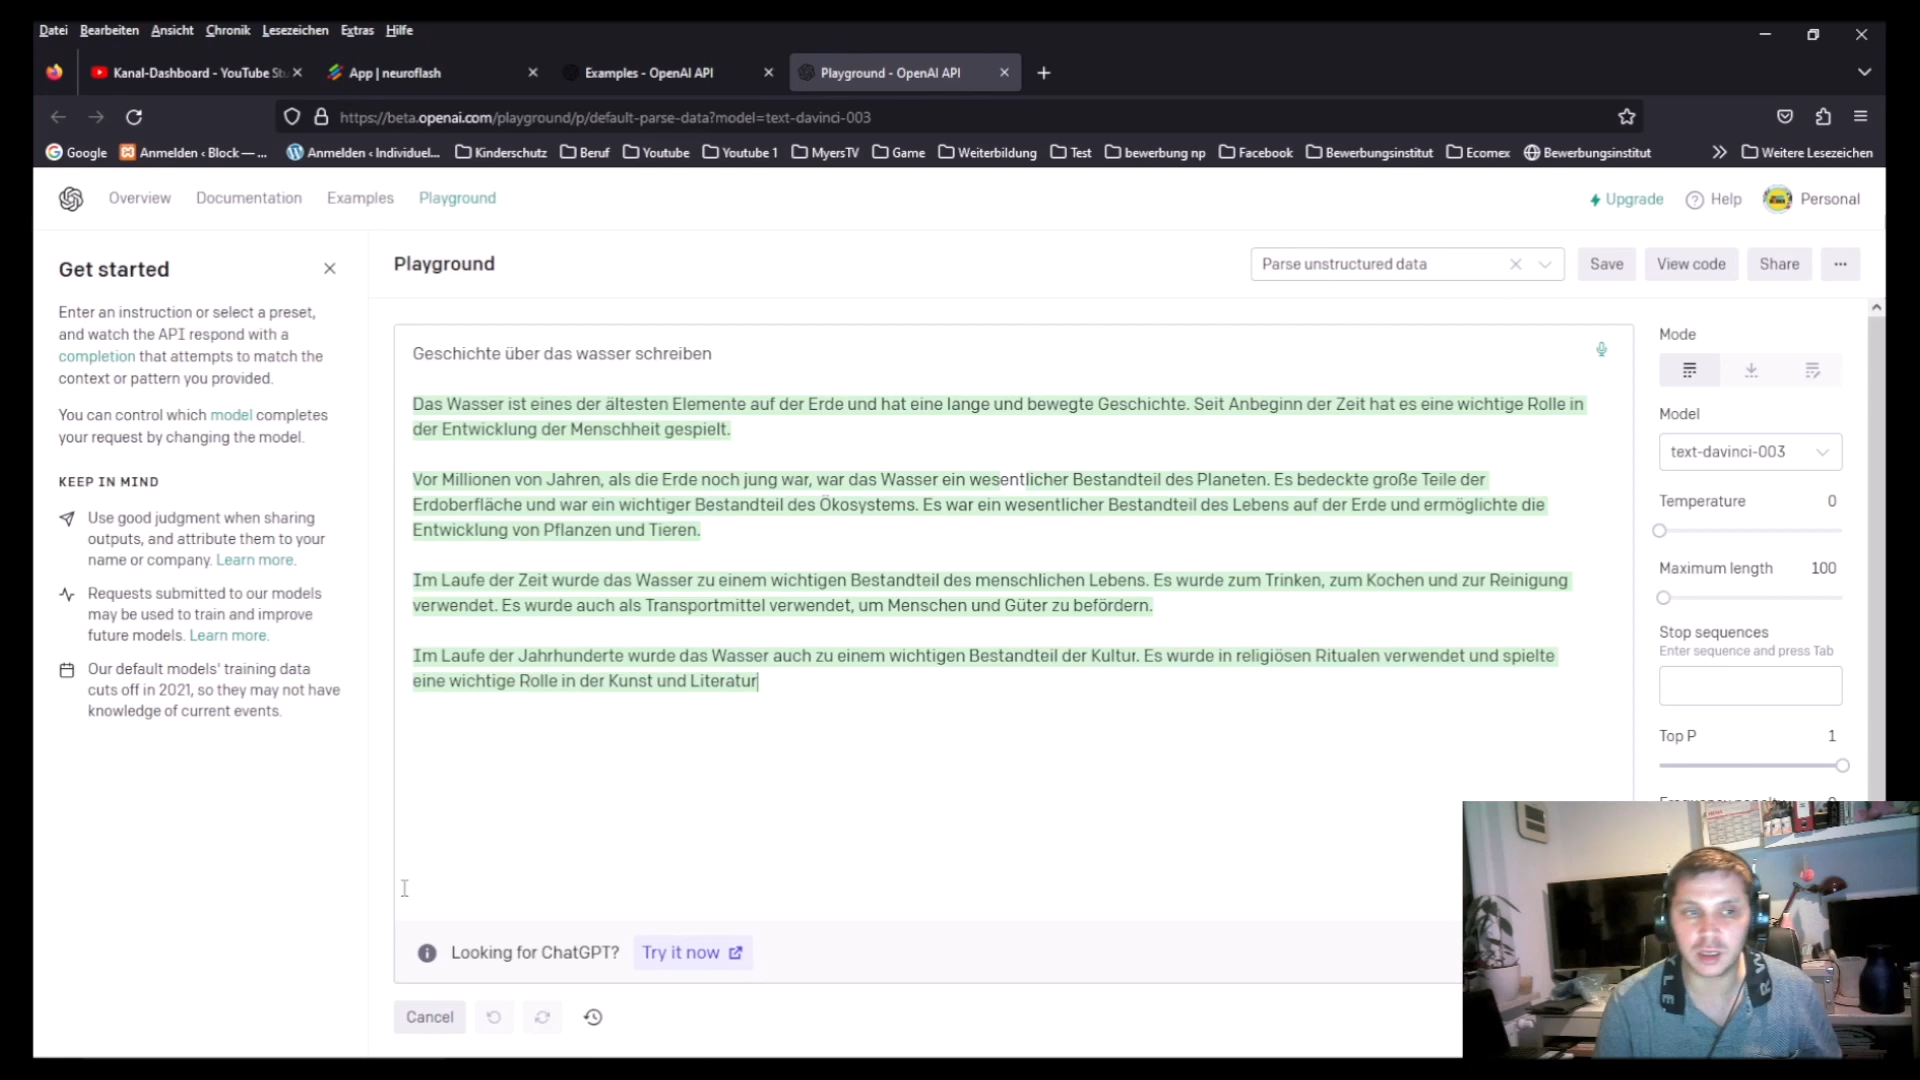 Datei Bearbeiten Ansicht Chronik Lesezeichen Extras Hilfe
Kanal-Dashboard - YouTube Stu
App | neuroflash
Examples - OpenAI API
Playground - OpenAI API
https://beta.openai.com/playground/p/default-parse-data?model=text-davinci-003
Google Anmelden ‹ Block — ... Anmelden ‹ Individuel... Kinderschutz Beruf Youtube Youtube 1 MyersTV Game Weiterbildung Test bewerbung np Facebook Bewerbungsinstitut Ecomex Bewerbungsinstitut Weitere Lesezeichen
Overview Documentation Examples Playground Upgrade Help Personal
Get started
Enter an instruction or select a preset,
and watch the API respond with a
completion that attempts to match the
context or pattern you provided.
You can control which model completes
your request by changing the model.
KEEP IN MIND
Use good judgment when sharing
outputs, and attribute them to your
name or company. Learn more.
Requests submitted to our models
may be used to train and improve
future models. Learn more.
Our default models' training data
cuts off in 2021, so they may not have
knowledge of current events.
Playground
Parse unstructured data
Save View code Share ...
Geschichte über das wasser schreiben
Das Wasser ist eines der ältesten Elemente auf der Erde und hat eine lange und bewegte Geschichte. Seit Anbeginn der Zeit hat es eine wichtige Rolle in
der Entwicklung der Menschheit gespielt.
Vor Millionen von Jahren, als die Erde noch jung war, war das Wasser ein wesentlicher Bestandteil des Planeten. Es bedeckte große Teile der
Erdoberfläche und war ein wichtiger Bestandteil des Ökosystems. Es war ein wesentlicher Bestandteil des Lebens auf der Erde und ermöglichte die
Entwicklung von Pflanzen und Tieren.
Im Laufe der Zeit wurde das Wasser zu einem wichtigen Bestandteil des menschlichen Lebens. Es wurde zum Trinken, zum Kochen und zur Reinigung
verwendet. Es wurde auch als Transportmittel verwendet, um Menschen und Güter zu befördern.
Im Laufe der Jahrhunderte wurde das Wasser auch zu einem wichtigen Bestandteil der Kultur. Es wurde in religiösen Ritualen verwendet und spielte
eine wichtige Rolle in der Kunst und Literatur
Looking for ChatGPT? Try it now
Cancel
Mode
Model
text-davinci-003
Temperature 0
Maximum length 100
Stop sequences
Enter sequence and press Tab
Top P 1